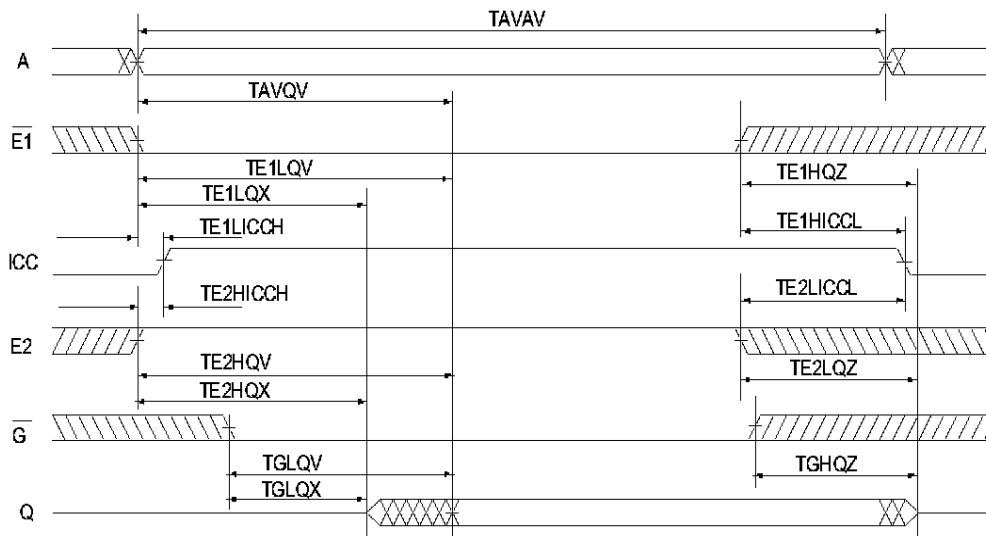 TAVAV
A
TAVQV
E1
TE1LQV
TE1HQZ
TE1LQX
TE1LICCH
TE1HICCL
ICC
TE2HICCH
TE2LICCL
E2
TE2HQV
TE2LQZ
TE2HQX
G
TGLQV
TGHQZ
TGLQX
Q